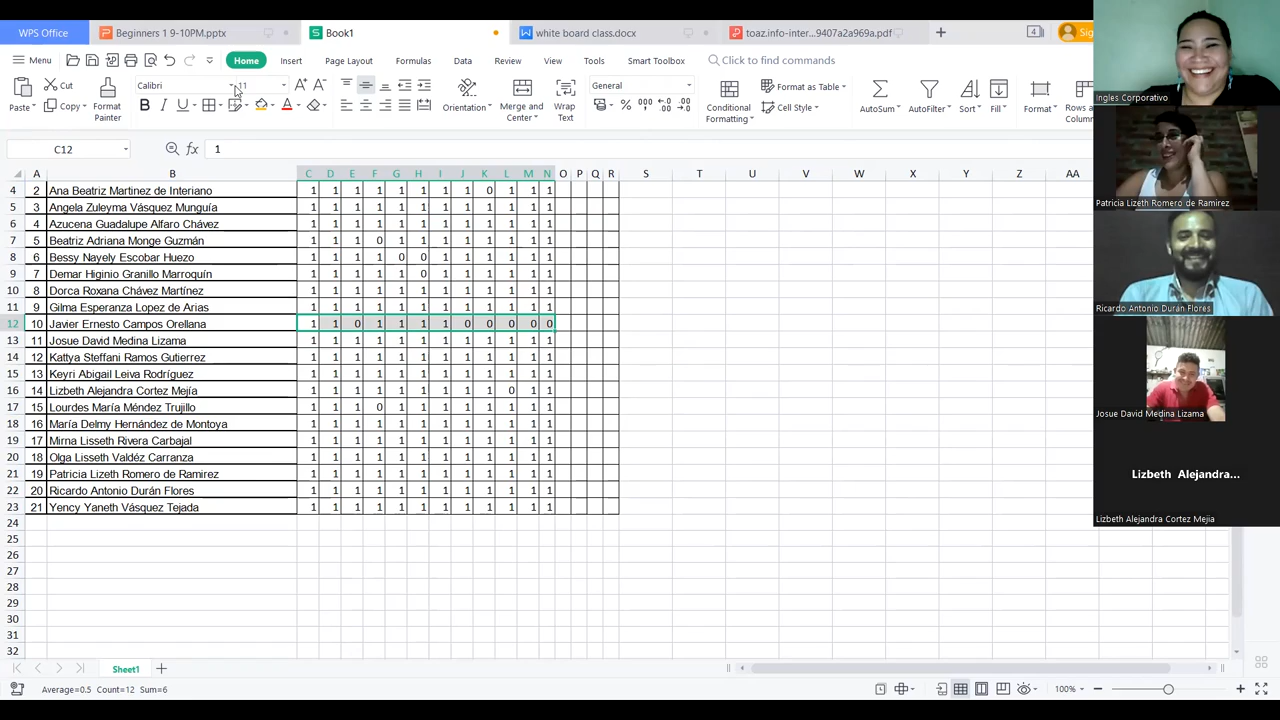 WPS Office
Beginners 1 9-10PM.pptx
Book1
white board class.docx
toaz.info-inter...9407a2a969a.pdf
Menu
Home
Insert
Page Layout
Formulas
Data
Review
View
Tools
Smart Toolbox
Click to find commands
Paste
Cut
Copy
Format Painter
Calibri
11
Orientation
Merge and Center
Wrap Text
General
Conditional Formatting
Format as Table
Cell Style
AutoSum
AutoFilter
Sort
Fill
Format
Rows a
Column
C12
fx 1
A B C D E F G H I J K L M N O P Q R S T U V W X Y Z AA
4 2 Ana Beatriz Martinez de Interiano 1 1 1 1 1 1 1 1 0 1 1 1
5 3 Angela Zuleyma Vásquez Munguía 1 1 1 1 1 1 1 1 1 1 1 1
6 4 Azucena Guadalupe Alfaro Chávez 1 1 1 1 1 1 1 1 1 1 1 1
7 5 Beatriz Adriana Monge Guzmán 1 1 1 0 1 1 1 1 1 1 1 1
8 6 Bessy Nayely Escobar Huezo 1 1 1 1 0 0 1 1 1 1 1 1
9 7 Demar Higinio Granillo Marroquín 1 1 1 1 1 0 1 1 1 1 1 1
10 8 Dorca Roxana Chávez Martínez 1 1 1 1 1 1 1 1 1 1 1 1
11 9 Gilma Esperanza Lopez de Arias 1 1 1 1 1 1 1 1 1 1 1 1
12 10 Javier Ernesto Campos Orellana 1 1 0 1 1 1 1 0 0 0 0 0
13 11 Josue David Medina Lizama 1 1 1 1 1 1 1 1 1 1 1 1
14 12 Kattya Steffani Ramos Gutierrez 1 1 1 1 1 1 1 1 1 1 1 1
15 13 Keyri Abigail Leiva Rodríguez 1 1 1 1 1 1 1 1 1 1 1 1
16 14 Lizbeth Alejandra Cortez Mejía 1 1 1 1 1 1 1 1 1 0 1 1
17 15 Lourdes María Méndez Trujillo 1 1 1 0 1 1 1 1 1 1 1 1
18 16 María Delmy Hernández de Montoya 1 1 1 1 1 1 1 1 1 1 1 1
19 17 Mirna Lisseth Rivera Carbajal 1 1 1 1 1 1 1 1 1 1 1 1
20 18 Olga Lisseth Valdéz Carranza 1 1 1 1 1 1 1 1 1 1 1 1
21 19 Patricia Lizeth Romero de Ramirez 1 1 1 1 1 1 1 1 1 1 1 1
22 20 Ricardo Antonio Durán Flores 1 1 1 1 1 1 1 1 1 1 1 1
23 21 Yency Yaneth Vásquez Tejada 1 1 1 1 1 1 1 1 1 1 1 1
24
25
26
27
28
29
30
31
32
Sheet1
Average=0.5 Count=12 Sum=6
100%
Ingles Corporativo
Patricia Lizeth Romero de Ramirez
Ricardo Antonio Durán Flores
Josue David Medina Lizama
Lizbeth Alejandra...
Lizbeth Alejandra Cortez Mejia